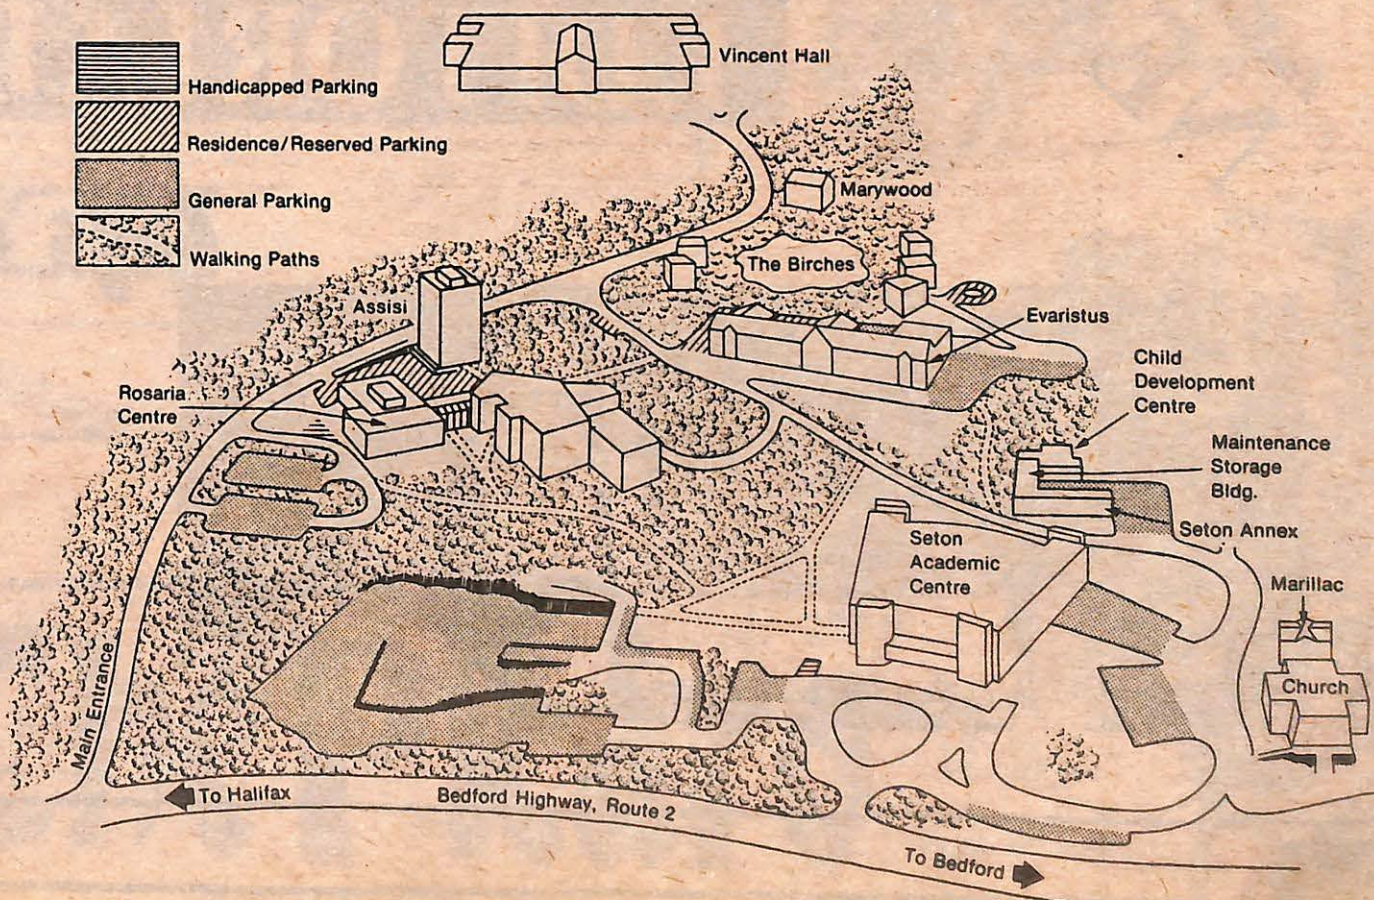 Vincent Hall
Handicapped Parking
Residence/Reserved Parking
General Parking
Walking Paths
Marywood
The Birches
Assisi
Evaristus
Rosaria
Centre
Child
Development
Centre
Maintenance
Storage
Bldg.
Seton Annex
Seton
Academic
Centre
Marillac
Church
Main Entrance
To Halifax
Bedford Highway, Route 2
To Bedford